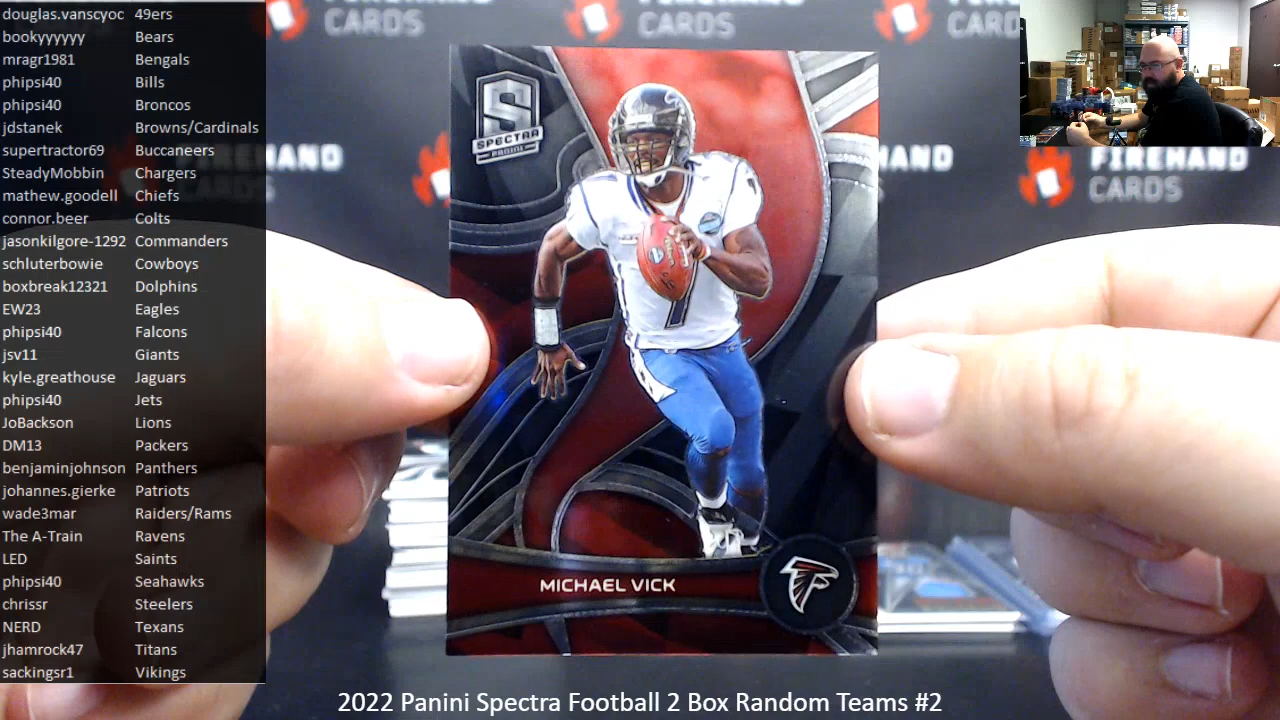 douglas.vanscyoc 49ers
bookyyyyyy Bears
mragr1981 Bengals
phipsi40 Bills
phipsi40 Broncos
jdstanek Browns/Cardinals
supertractor69 Buccaneers
SteadyMobbin Chargers
mathew.goodell Chiefs
connor.beer Colts
jasonkilgore-1292 Commanders
schluterbowie Cowboys
boxbreak12321 Dolphins
EW23 Eagles
phipsi40 Falcons
jsv11 Giants
kyle.greathouse Jaguars
phipsi40 Jets
JoBackson Lions
DM13 Packers
benjaminjohnson Panthers
johannes.gierke Patriots
wade3mar Raiders/Rams
The A-Train Ravens
LED Saints
phipsi40 Seahawks
chrissr Steelers
NERD Texans
jhamrock47 Titans
sackingsr1 Vikings
CARDS
CARDS
CARD
FIREHAND
CARDS
S
SPECTRA
PANINI
7
MICHAEL VICK
2022 Panini Spectra Football 2 Box Random Teams #2